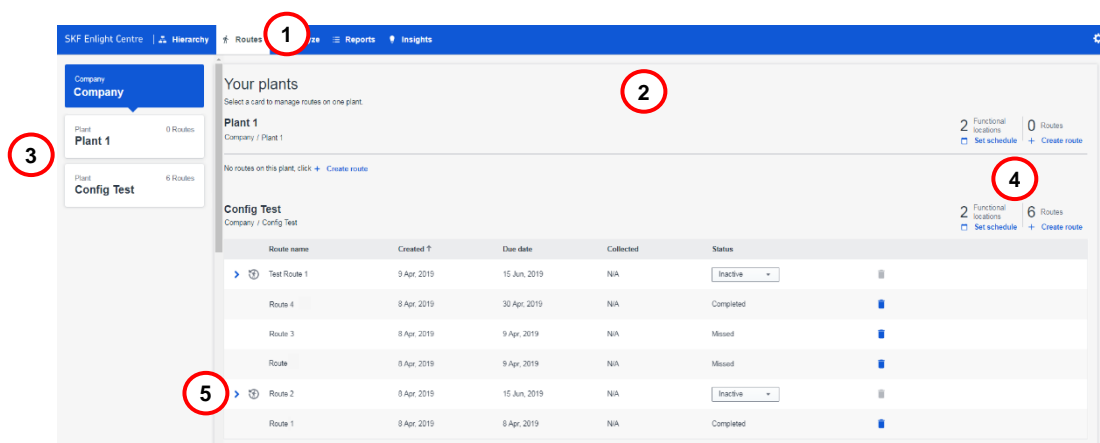 SKF Enlight Centre | Hierarchy Routes 1 ze Reports Insights
Company
Company
Plant 0 Routes
Plant 1
Plant 6 Routes
Config Test
3
Your plants
2
Select a card to manage routes on one plant.
Plant 1
Company / Plant 1
2 Functional locations 0 Routes
Set schedule + Create route
No routes on this plant, click + Create route
4
Config Test
Company / Config Test
2 Functional locations 6 Routes
Set schedule + Create route
Route name Created ↑ Due date Collected Status
Test Route 1 9 Apr, 2019 15 Jun, 2019 N/A Inactive
Route 4 8 Apr, 2019 30 Apr, 2019 N/A Completed
Route 3 8 Apr, 2019 9 Apr, 2019 N/A Missed
Route 8 Apr, 2019 9 Apr, 2019 N/A Missed
5
Route 2 8 Apr, 2019 15 Jun, 2019 N/A Inactive
Route 1 8 Apr, 2019 8 Apr, 2019 N/A Completed